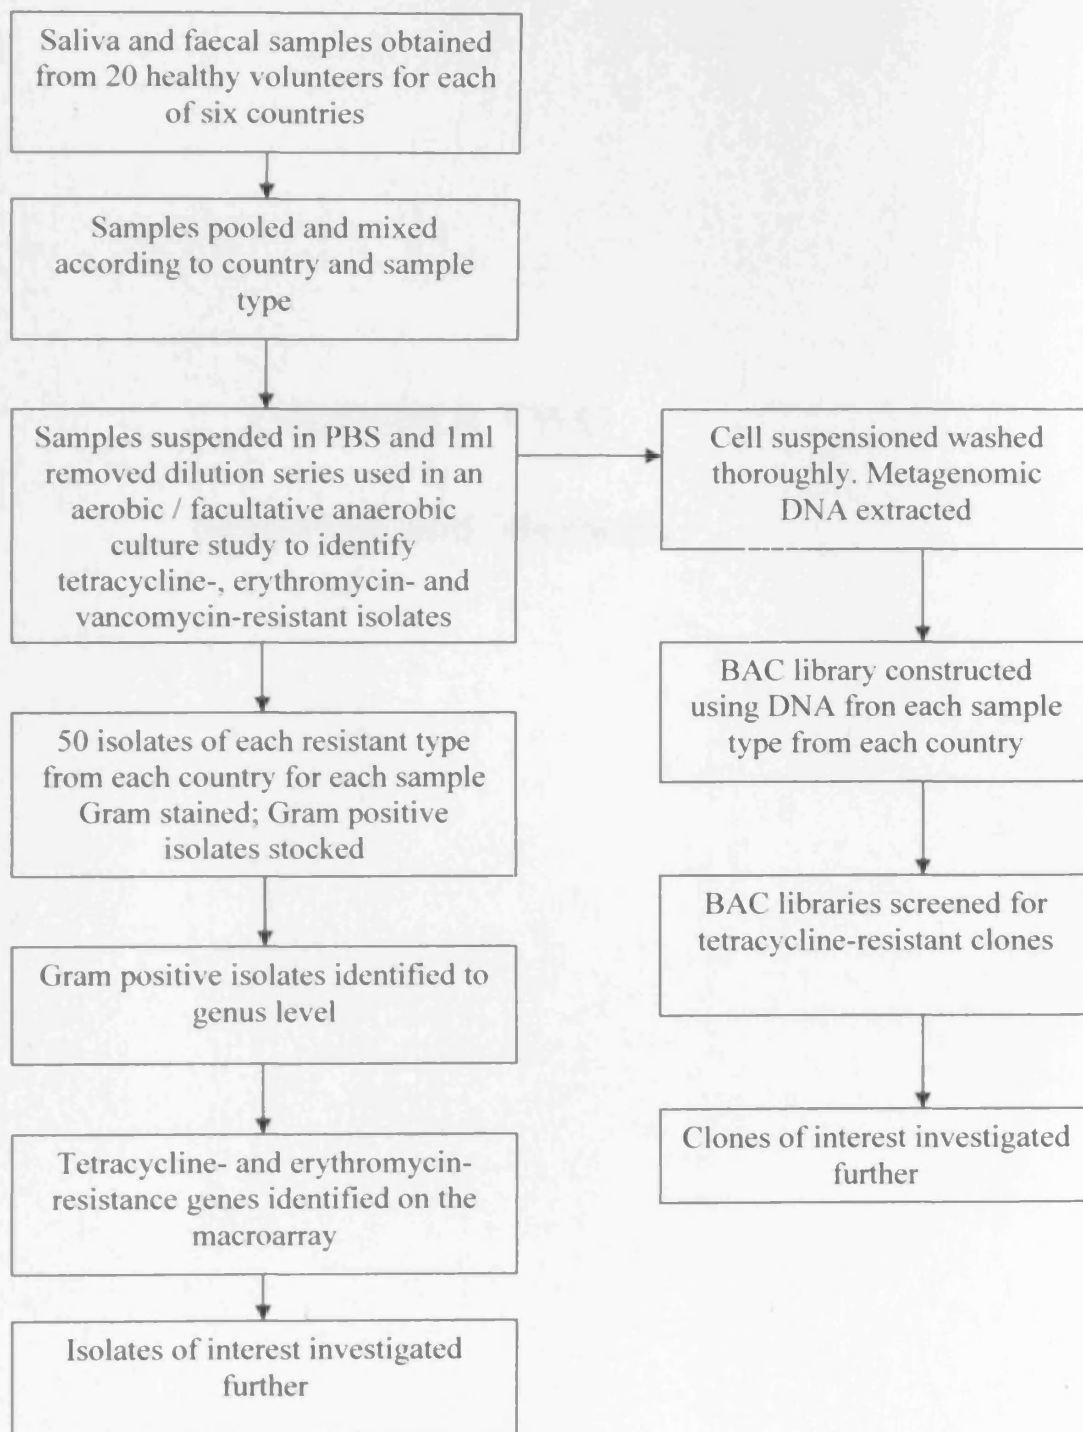 Saliva and faecal samples obtained
from 20 healthy volunteers for each
of six countries
Samples pooled and mixed
according to country and sample
type
Samples suspended in PBS and 1ml
removed dilution series used in an
aerobic / facultative anaerobic
culture study to identify
tetracycline-, erythromycin- and
vancomycin-resistant isolates
50 isolates of each resistant type
from each country for each sample
Gram stained; Gram positive
isolates stocked
Gram positive isolates identified to
genus level
Tetracycline- and erythromycin-
resistance genes identified on the
macroarray
Isolates of interest investigated
further
Cell suspensioned washed
thoroughly. Metagenomic
DNA extracted
BAC library constructed
using DNA fron each sample
type from each country
BAC libraries screened for
tetracycline-resistant clones
Clones of interest investigated
further